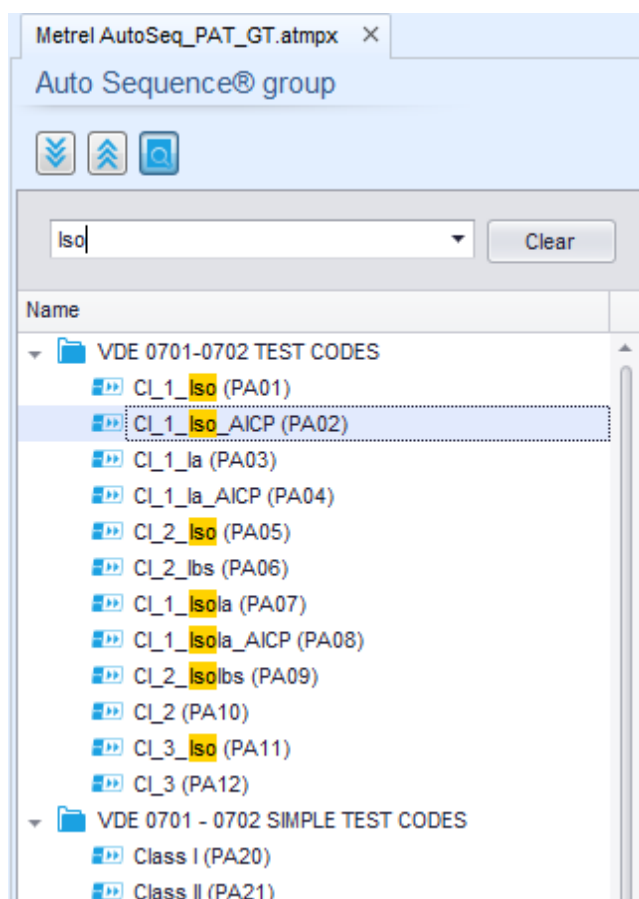 Metrel AutoSeq_PAT_GT.atmpx
Auto Sequence® group
Iso
Clear
Name
VDE 0701-0702 TEST CODES
Cl_1_Iso (PA01)
Cl_1_Iso_AICP (PA02)
Cl_1_Ia (PA03)
Cl_1_Ia_AICP (PA04)
Cl_2_Iso (PA05)
Cl_2_Ibs (PA06)
Cl_1_IsoIa (PA07)
Cl_1_IsoIa_AICP (PA08)
Cl_2_IsoIbs (PA09)
Cl_2 (PA10)
Cl_3_Iso (PA11)
Cl_3 (PA12)
VDE 0701 - 0702 SIMPLE TEST CODES
Class I (PA20)
Class II (PA21)